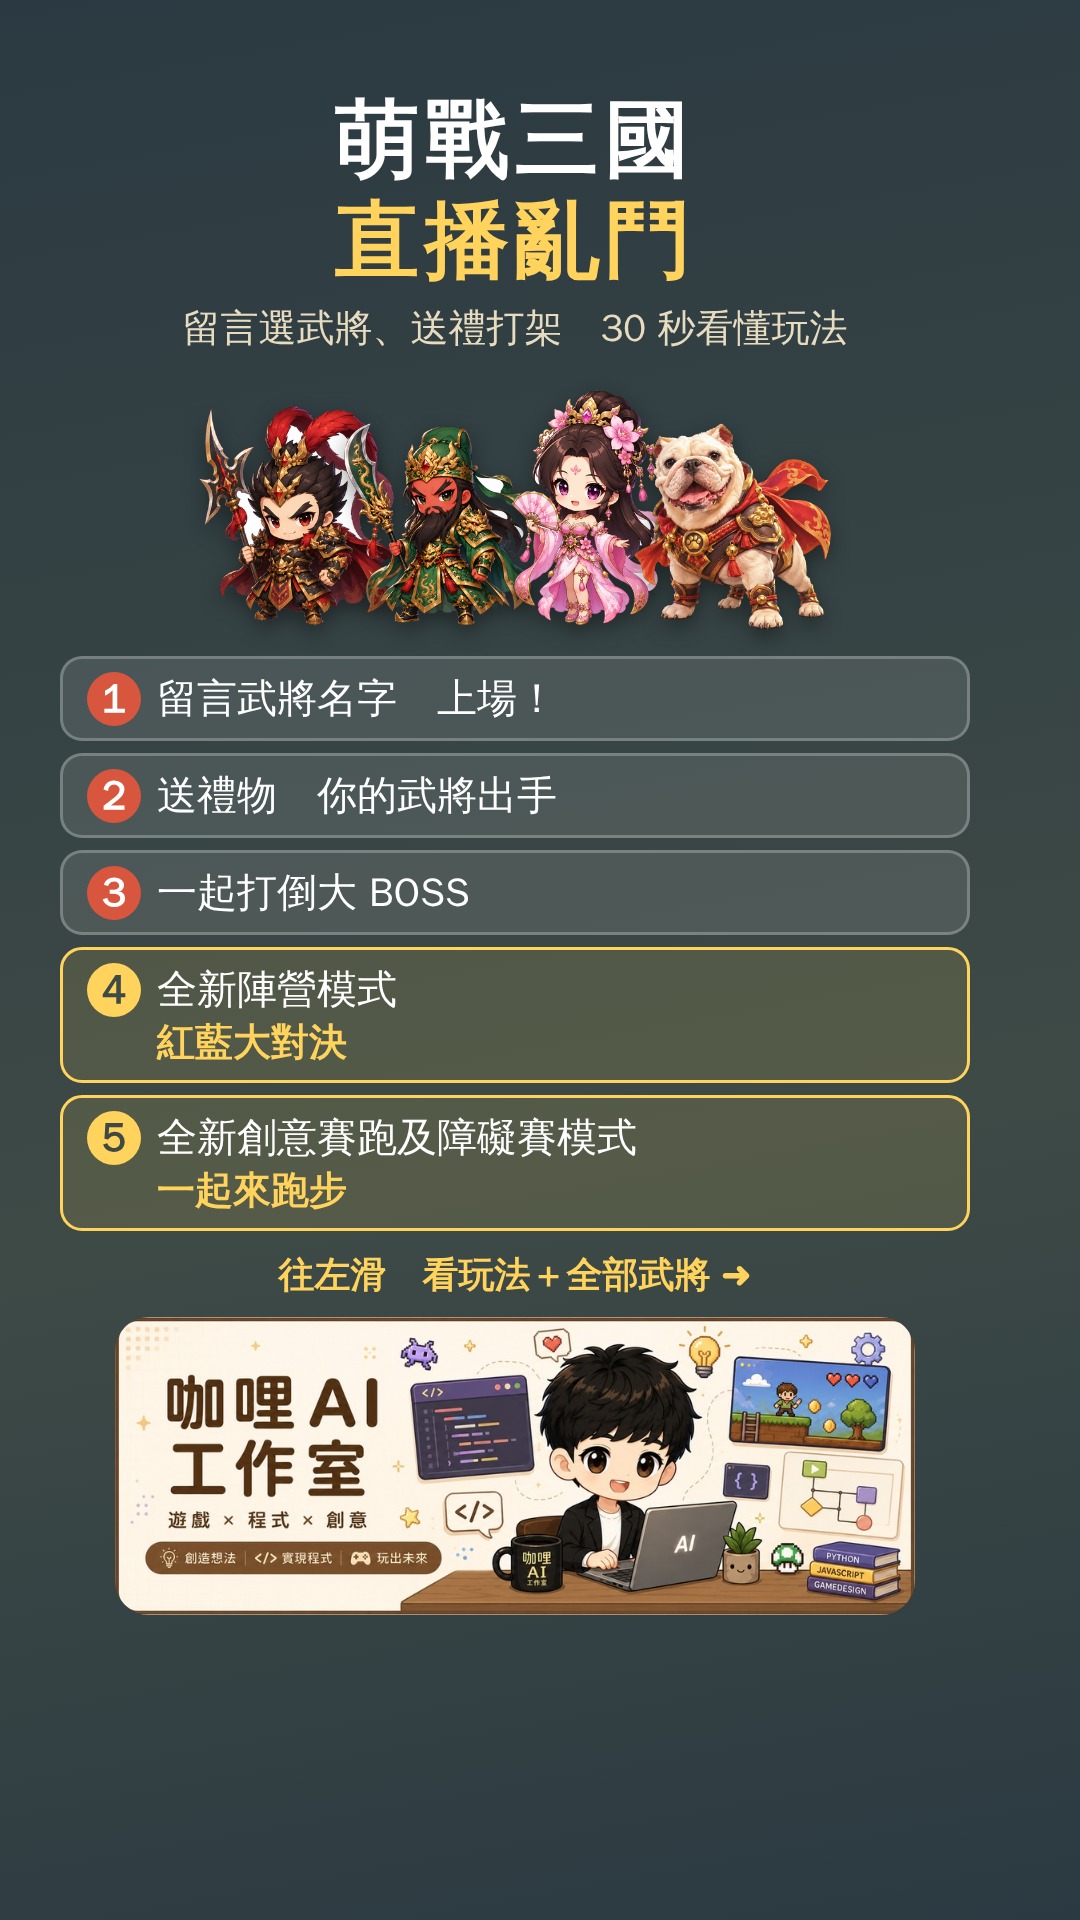 萌戰三國
直播亂鬥
留言選武將、送禮打架　30 秒看懂玩法
1 留言武將名字　上場！
2 送禮物　你的武將出手
3 一起打倒大 BOSS
4 全新陣營模式
紅藍大對決
5 全新創意賽跑及障礙賽模式
一起來跑步
往左滑　看玩法＋全部武將 ➜
咖哩 AI
工作室
遊戲 × 程式 × 創意
創造想法 | </> 實現程式 | 玩出未來
</>
</>
{ }
咖哩
AI
工作室
AI
PYTHON
JAVASCRIPT
GAMEDESIGN